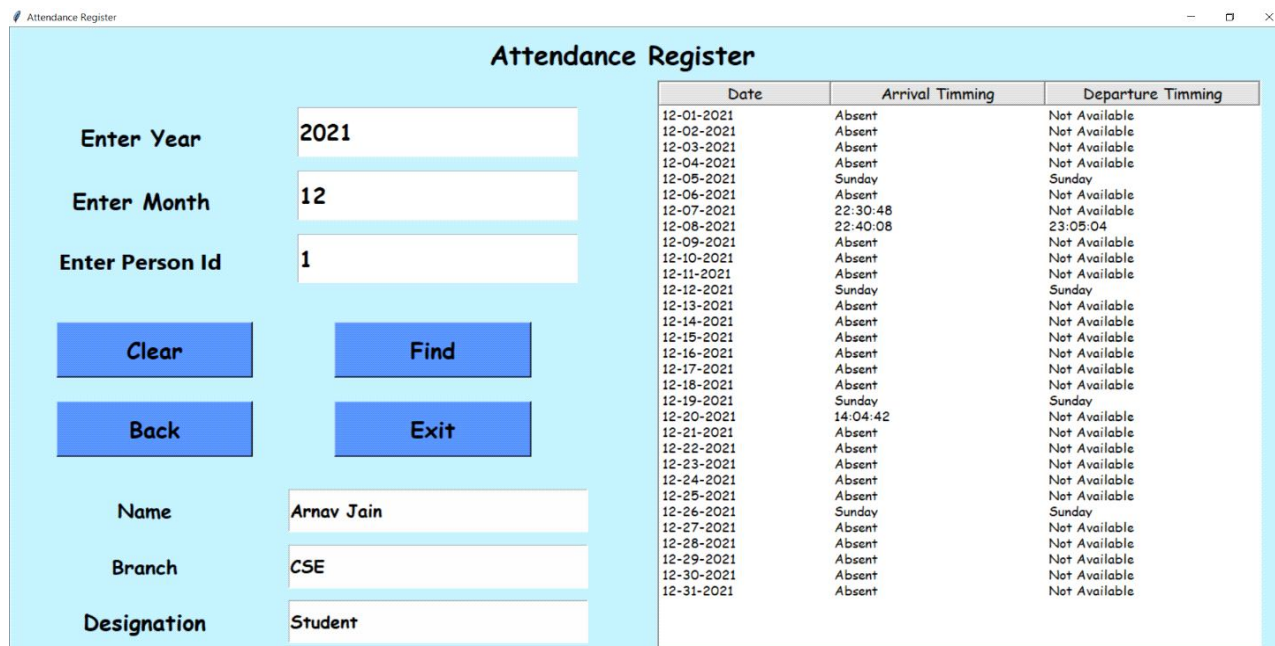 Attendance Register
Attendance Register
Enter Year 2021
Enter Month 12
Enter Person Id 1
Clear Find
Back Exit
Name Arnav Jain
Branch CSE
Designation Student
Date Arrival Timming Departure Timming
12-01-2021 Absent Not Available
12-02-2021 Absent Not Available
12-03-2021 Absent Not Available
12-04-2021 Absent Not Available
12-05-2021 Sunday Sunday
12-06-2021 Absent Not Available
12-07-2021 22:30:48 Not Available
12-08-2021 22:40:08 23:05:04
12-09-2021 Absent Not Available
12-10-2021 Absent Not Available
12-11-2021 Absent Not Available
12-12-2021 Sunday Sunday
12-13-2021 Absent Not Available
12-14-2021 Absent Not Available
12-15-2021 Absent Not Available
12-16-2021 Absent Not Available
12-17-2021 Absent Not Available
12-18-2021 Absent Not Available
12-19-2021 Sunday Sunday
12-20-2021 14:04:42 Not Available
12-21-2021 Absent Not Available
12-22-2021 Absent Not Available
12-23-2021 Absent Not Available
12-24-2021 Absent Not Available
12-25-2021 Absent Not Available
12-26-2021 Sunday Sunday
12-27-2021 Absent Not Available
12-28-2021 Absent Not Available
12-29-2021 Absent Not Available
12-30-2021 Absent Not Available
12-31-2021 Absent Not Available